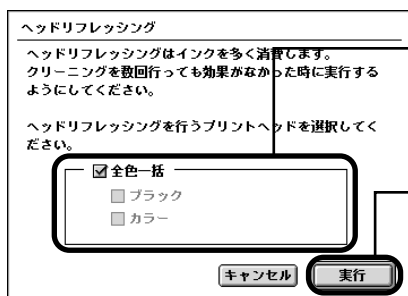 ヘッドリフレッシング
ヘッドリフレッシングはインクを多く消費します。
クリーニングを数回行っても効果がなかった時に実行する
ようにしてください。
ヘッドリフレッシングを行うプリントヘッドを選択してく
ださい。
全色一括
ブラック
カラー
キャンセル 実行